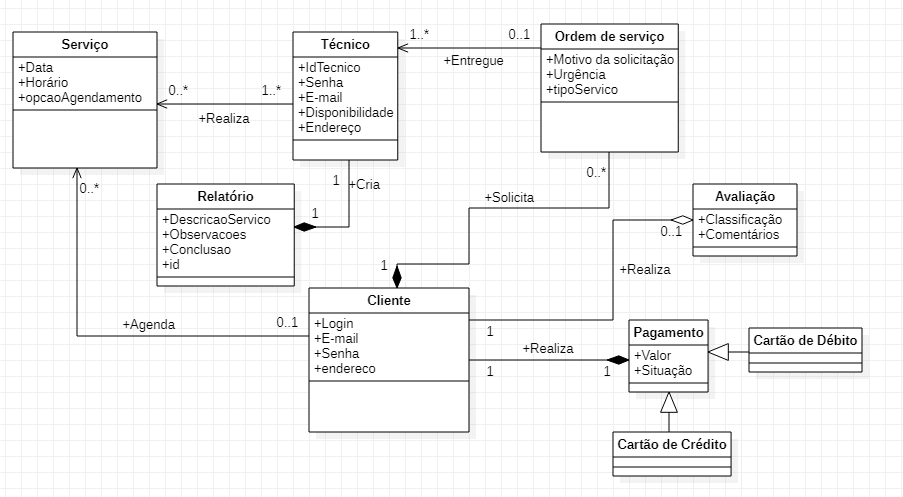 Serviço
+Data
+Horário
+opcaoAgendamento
0..*
1..*
+Realiza
Técnico
+IdTecnico
+Senha
+E-mail
+Disponibilidade
+Endereço
1..*
0..1
+Entregue
Ordem de serviço
+Motivo da solicitação
+Urgência
+tipoServico
0..*
+Solicita
1
0..*
1
+Cria
1
Relatório
+DescricaoServico
+Observacoes
+Conclusao
+id
Avaliação
+Classificação
+Comentários
0..1
+Realiza
1
+Agenda
0..1
Cliente
+Login
+E-mail
+Senha
+endereco
+Realiza
1
1
Pagamento
+Valor
+Situação
Cartão de Débito
Cartão de Crédito